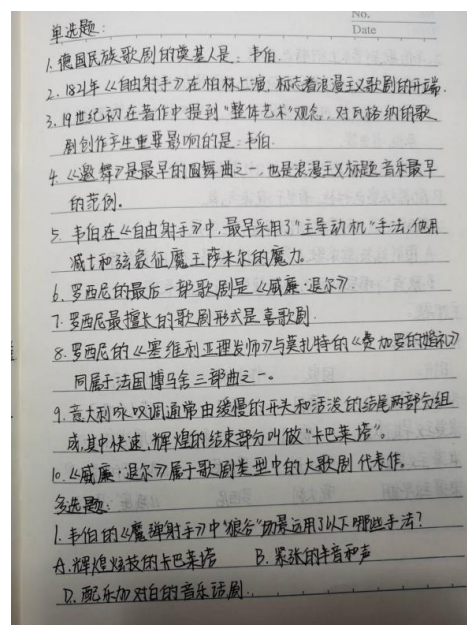 No.
Date
单选题：
1.德国民族歌剧的奠基人是：韦伯.
2.1821年《自由射手》在柏林上演,标志着浪漫主义歌剧的开端.
3.19世纪初在著作中提到“整体艺术”观念，对瓦格纳的歌
剧创作产生重要影响的是：韦伯.
4.《邀舞》是最早的圆舞曲之一,也是浪漫主义标题音乐最早
的范例。
5.韦伯在《自由射手》中,最早采用了“主导动机”手法,他用
减七和弦象征魔王萨米尔的魔力。
6.罗西尼的最后一部歌剧是《威廉·退尔》.
7.罗西尼最擅长的歌剧形式是喜歌剧.
8.罗西尼的《塞维利亚理发师》与莫扎特的《费加罗的婚礼》
同属于法国博马舍三部曲之一。
9.意大利咏叹调通常由缓慢的开头和活泼的结尾两部分组
成,其中快速,辉煌的结束部分叫做“卡巴莱塔”。
10.《威廉·退尔》属于歌剧类型中的大歌剧代表作。
多选题：
1.韦伯的《魔弹射手》中“狼谷”场景运用了以下哪些手法？
A.辉煌炫技的卡巴莱塔 B.紧张的半音和声
D.配乐加对白的音乐话剧.